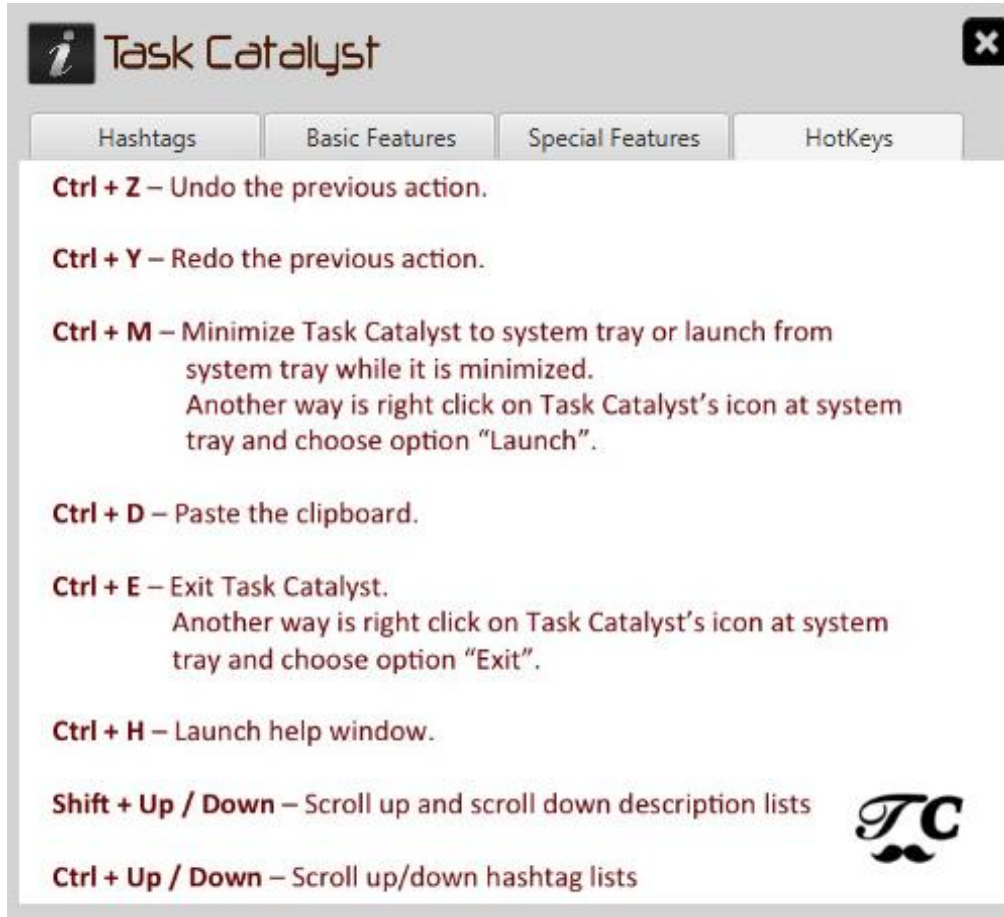 i Task Catalyst
Hashtags Basic Features Special Features HotKeys
Ctrl + Z – Undo the previous action.
Ctrl + Y – Redo the previous action.
Ctrl + M – Minimize Task Catalyst to system tray or launch from
system tray while it is minimized.
Another way is right click on Task Catalyst’s icon at system
tray and choose option “Launch”.
Ctrl + D – Paste the clipboard.
Ctrl + E – Exit Task Catalyst.
Another way is right click on Task Catalyst’s icon at system
tray and choose option “Exit”.
Ctrl + H – Launch help window.
Shift + Up / Down – Scroll up and scroll down description lists
TC
Ctrl + Up / Down – Scroll up/down hashtag lists